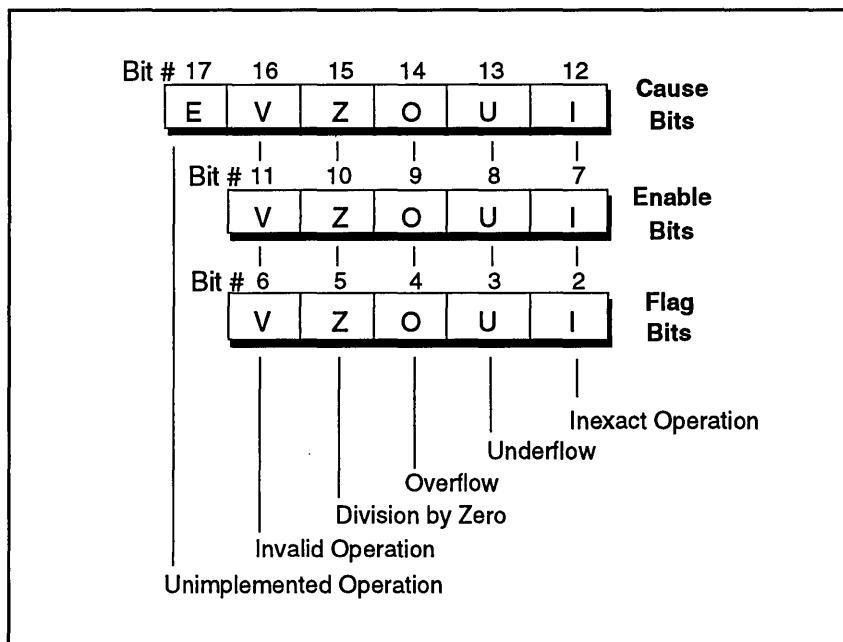 Bit # 17 16 15 14 13 12
E V Z O U I
Cause
Bits
Bit # 11 10 9 8 7
V Z O U I
Enable
Bits
Bit # 6 5 4 3 2
V Z O U I
Flag
Bits
Inexact Operation
Underflow
Overflow
Division by Zero
Invalid Operation
Unimplemented Operation